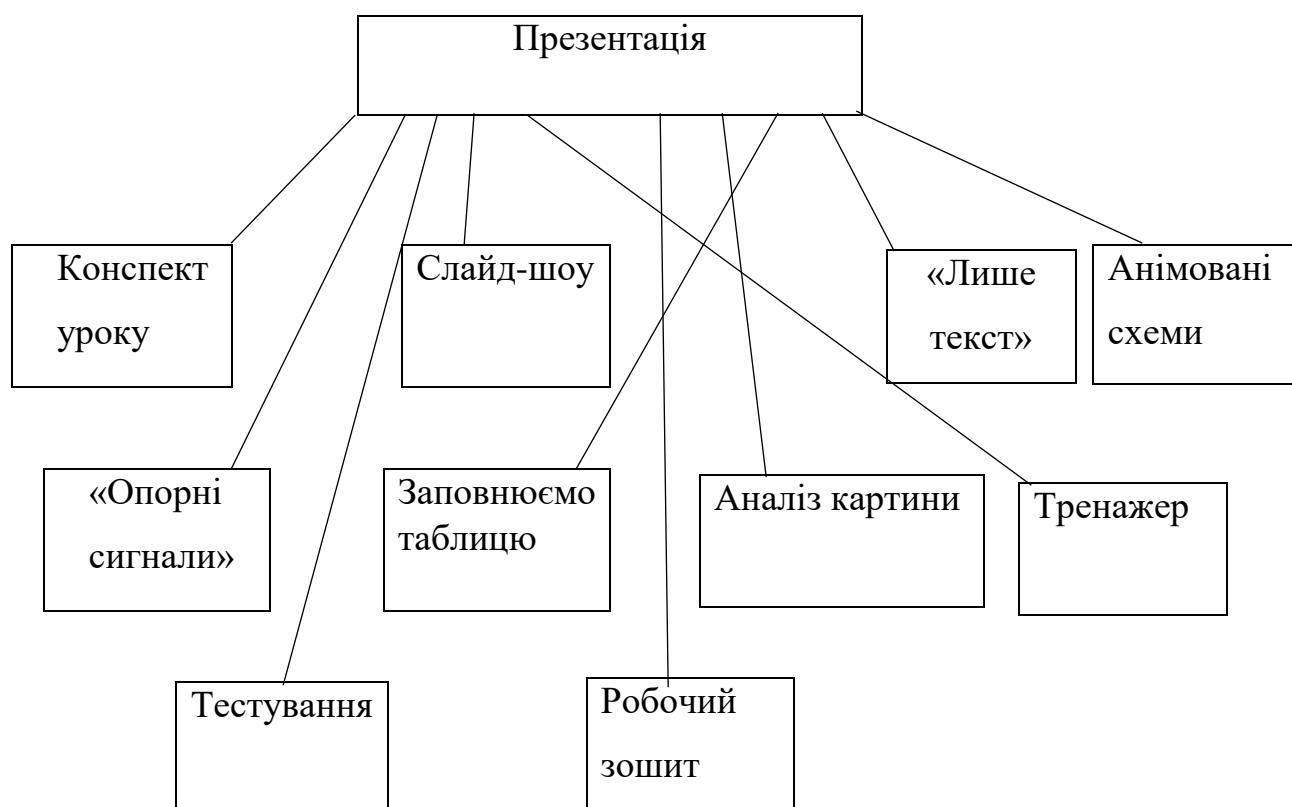 Презентація
Конспект
уроку
Слайд-шоу
«Лише
текст»
Анімовані
схеми
«Опорні
сигнали»
Заповнюємо
таблицю
Аналіз картини
Тренажер
Тестування
Робочий
зошит